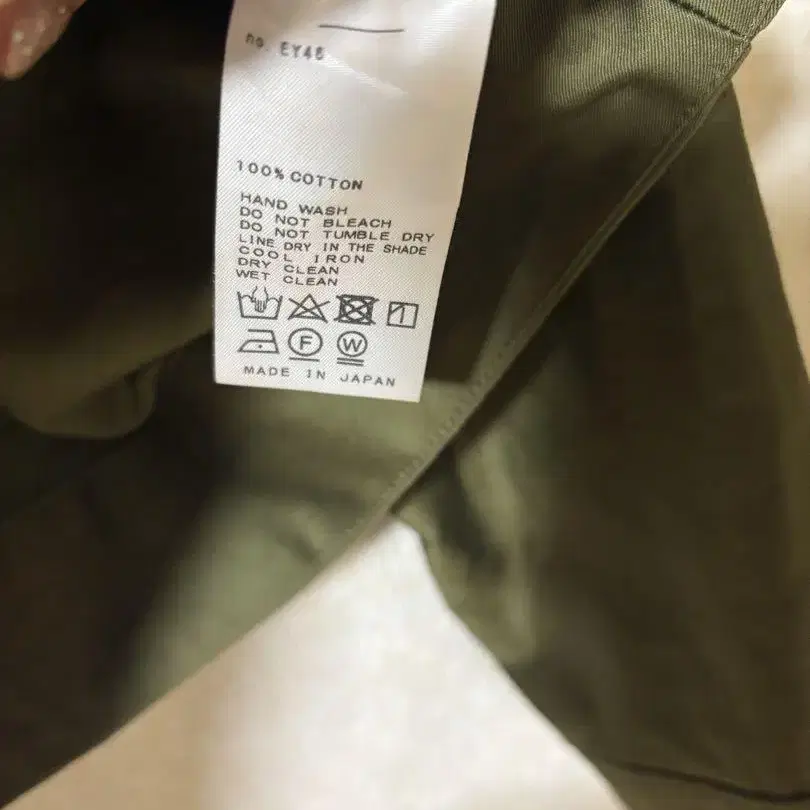 no. EY46
100% COTTON
HAND WASH
DO NOT BLEACH
DO NOT TUMBLE DRY
LINE DRY IN THE SHADE
COOL IRON
DRY CLEAN
WET CLEAN
F W
MADE IN JAPAN